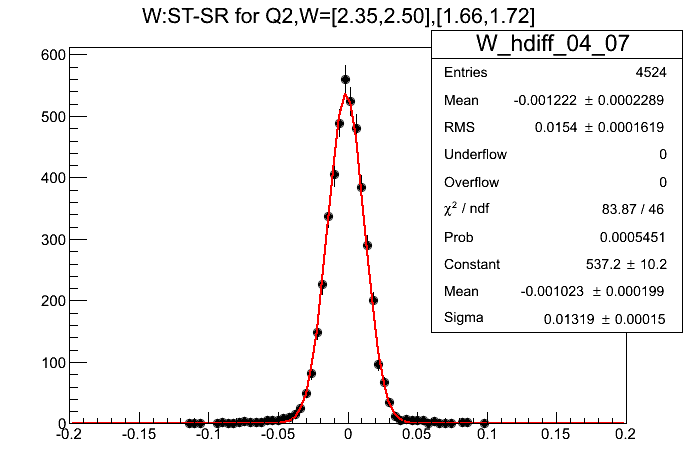 W:ST-SR for Q2,W=[2.35,2.50],[1.66,1.72]
W_hdiff_04_07
Entries 4524
Mean -0.001222 ± 0.0002289
RMS 0.0154 ± 0.0001619
Underflow 0
Overflow 0
χ² / ndf 83.87 / 46
Prob 0.0005451
Constant 537.2 ± 10.2
Mean -0.001023 ± 0.000199
Sigma 0.01319 ± 0.00015
600
500
400
300
200
100
0
-0.2 -0.15 -0.1 -0.05 0 0.05 0.1 0.15 0.2